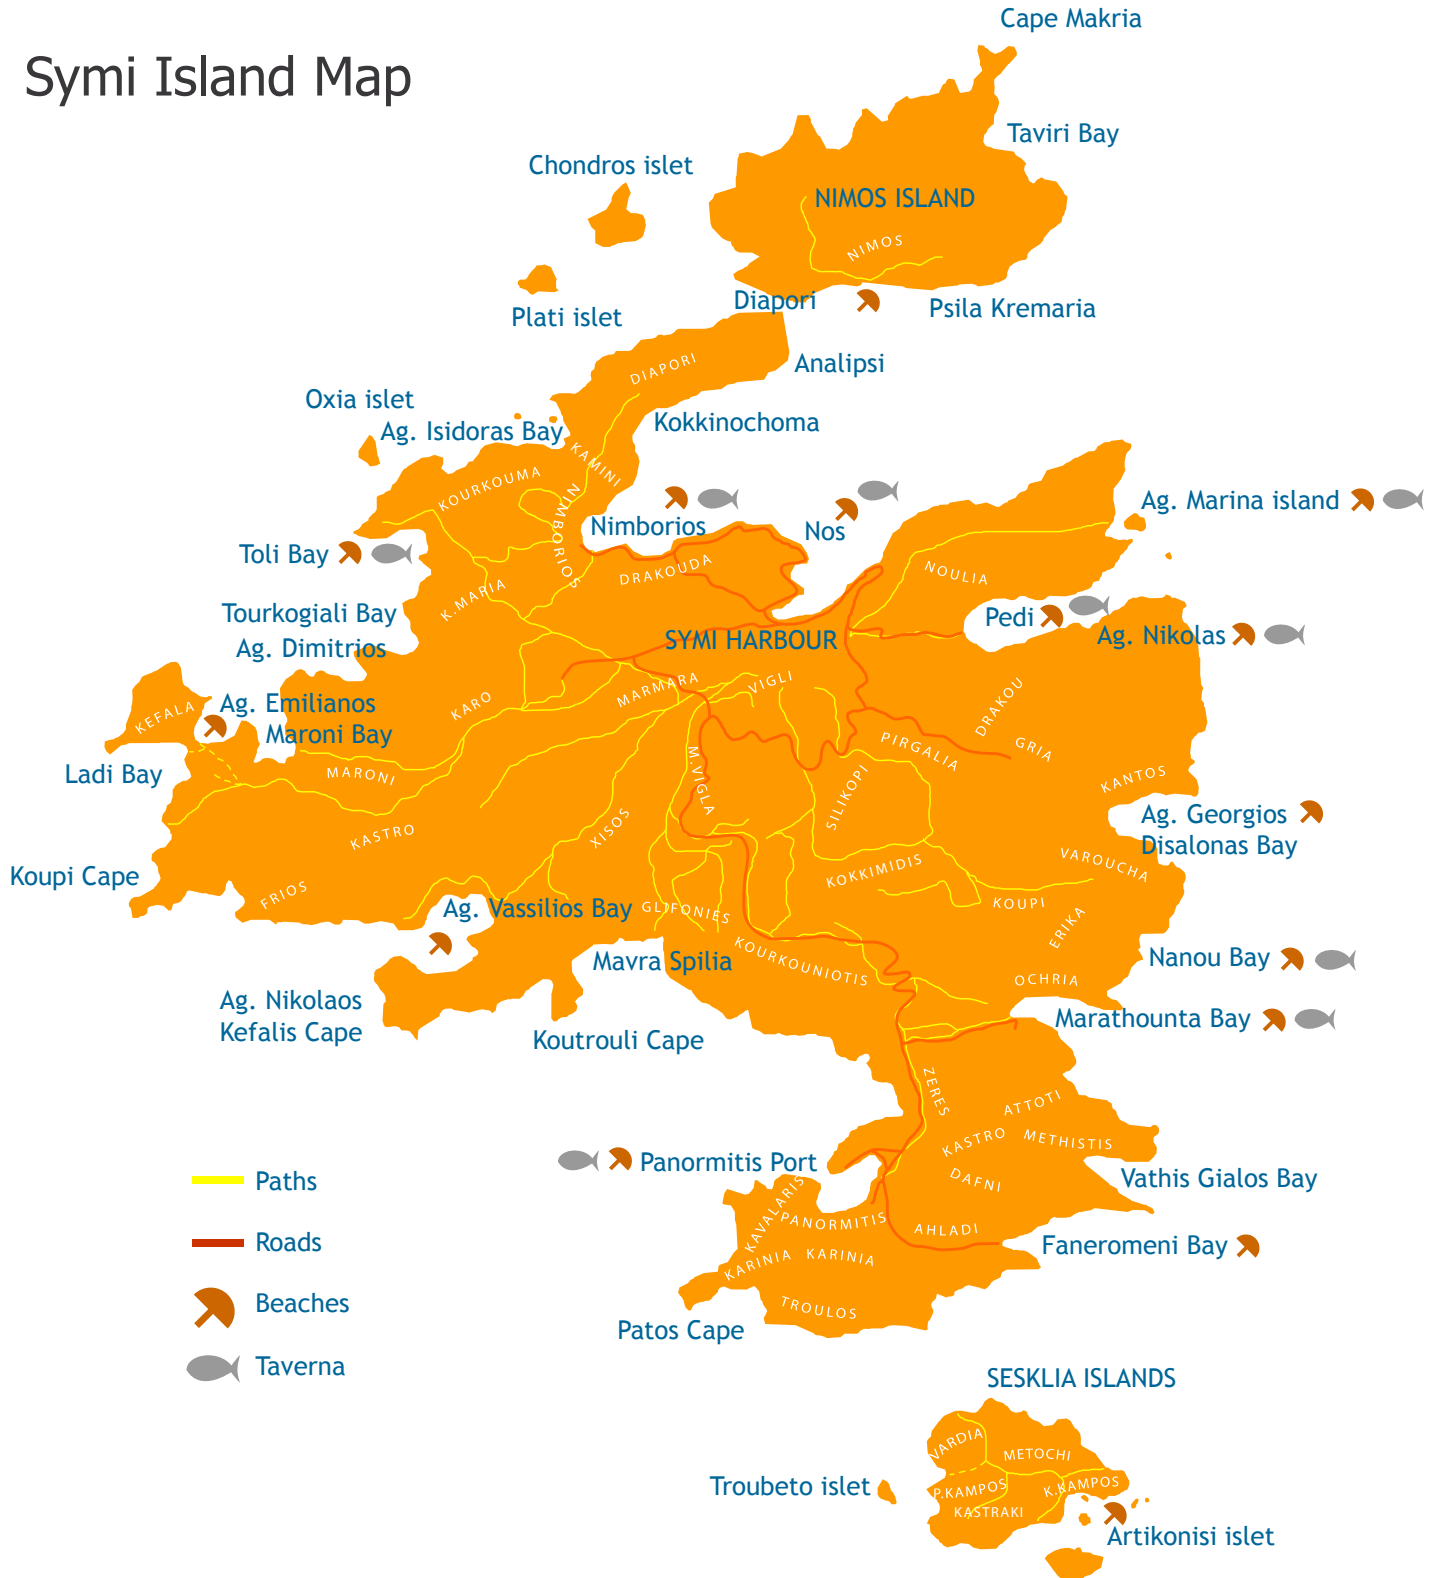 Cape Makria
Symi Island Map
Taviri Bay
Chondros islet
NIMOS ISLAND
NIMOS
Diapori
Psila Kremaria
Plati islet
Analipsi
DIAPORI
Oxia islet
Ag. Isidoras Bay
Kokkinochoma
KAMINI
KOURKOUMA
NIMBORIOS
Nimborios
Nos
Ag. Marina island
Toli Bay
DRAKOUDA
NOULIA
K.MARIA
Tourkogiali Bay
Pedi
Ag. Nikolas
Ag. Dimitrios
SYMI HARBOUR
MARMARA
VIGLI
KARO
DRAKOU
KEFALA
Ag. Emilianos
Maroni Bay
PIRGALIA
GRIA
Ladi Bay
MARONI
M.VIGLA
KANTOS
SILIKOPI
Ag. Georgios
Disalonas Bay
KASTRO
XISOS
VAROUCHA
Koupi Cape
KOKKIMIDIS
FRIOS
Ag. Vassilios Bay
GLIFONIES
KOUPI
ERIKA
Mavra Spilia
KOURKOUNIOTIS
Nanou Bay
OCHRIA
Ag. Nikolaos
Kefalis Cape
Koutrouli Cape
Marathounta Bay
ZERES
ATTOTI
KASTRO
METHISTIS
Panormitis Port
DAFNI
Vathis Gialos Bay
Paths
KAVALARIS
PANORMITIS
AHLADI
Roads
Faneromeni Bay
KARINIA
KARINIA
Beaches
TROULOS
Patos Cape
Taverna
SESKLIA ISLANDS
VARDIA
METOCHI
Troubeto islet
P.KAMPOS
K.KAMPOS
KASTRAKI
Artikonisi islet